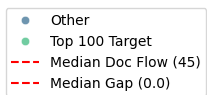 Other
Top 100 Target
Median Doc Flow (45)
Median Gap (0.0)